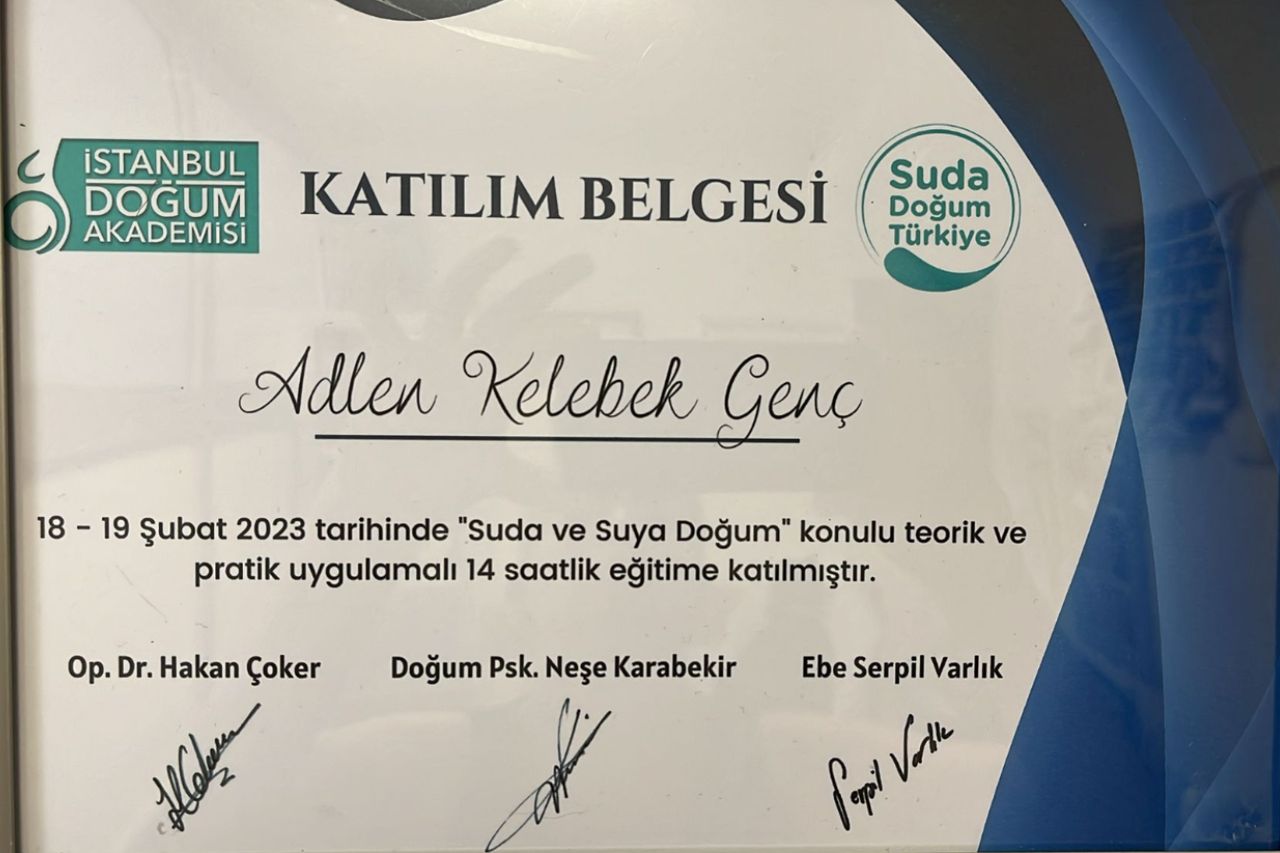 İSTANBUL
DOĞUM
AKADEMİSİ
KATILIM BELGESİ
Suda
Doğum
Türkiye
Adlen Kelebek Genç
18 - 19 Şubat 2023 tarihinde "Suda ve Suya Doğum" konulu teorik ve
pratik uygulamalı 14 saatlik eğitime katılmıştır.
Op. Dr. Hakan Çoker Doğum Psk. Neşe Karabekir Ebe Serpil Varlık
Serpil Varlık